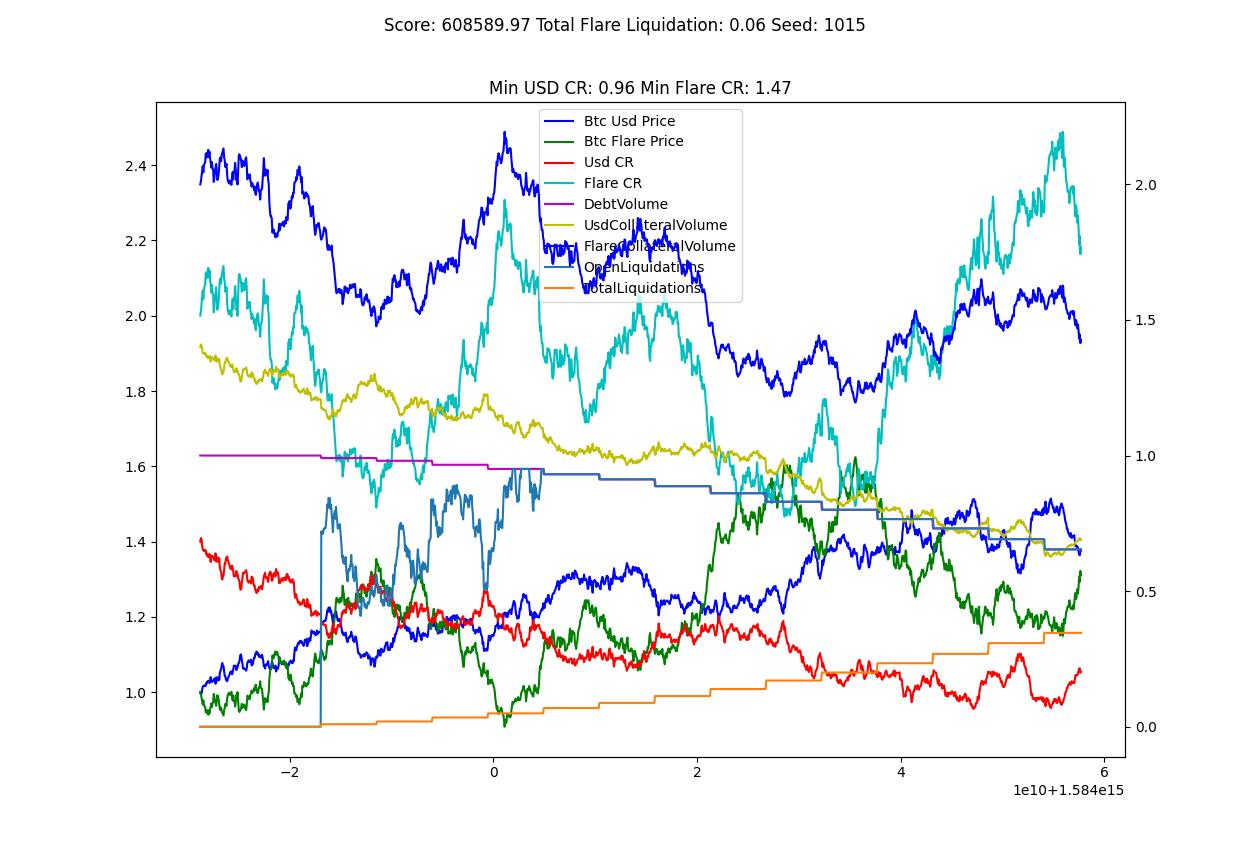 Score: 608589.97 Total Flare Liquidation: 0.06 Seed: 1015
Min USD CR: 0.96 Min Flare CR: 1.47
Btc Usd Price
Btc Flare Price
Usd CR
Flare CR
DebtVolume
UsdCollateralVolume
FlareCollateralVolume
OpenLiquidations
TotalLiquidations
2.4
2.2
2.0
1.8
1.6
1.4
1.2
1.0
2.0
1.5
1.0
0.5
0.0
−2
0
2
4
6
1e10+1.584e15